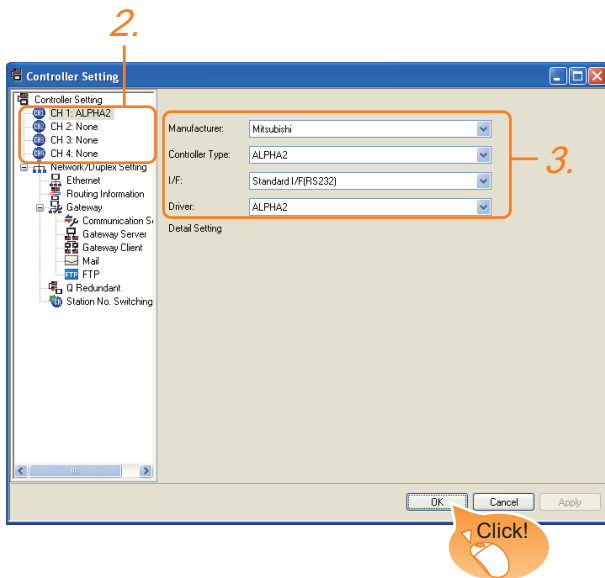 2.
Controller Setting
Controller Setting
CH 1: ALPHA2
CH 2: None
CH 3: None
CH 4: None
Network/Duplex Setting
Ethernet
Routing Information
Gateway
Communication S
Gateway Server
Gateway Client
Mail
FTP FTP
Q Redundant
Station No. Switching
Manufacturer: Mitsubishi
Controller Type: ALPHA2
I/F: Standard I/F(RS232)
Driver: ALPHA2
Detail Setting
3.
OK Cancel Apply
Click!